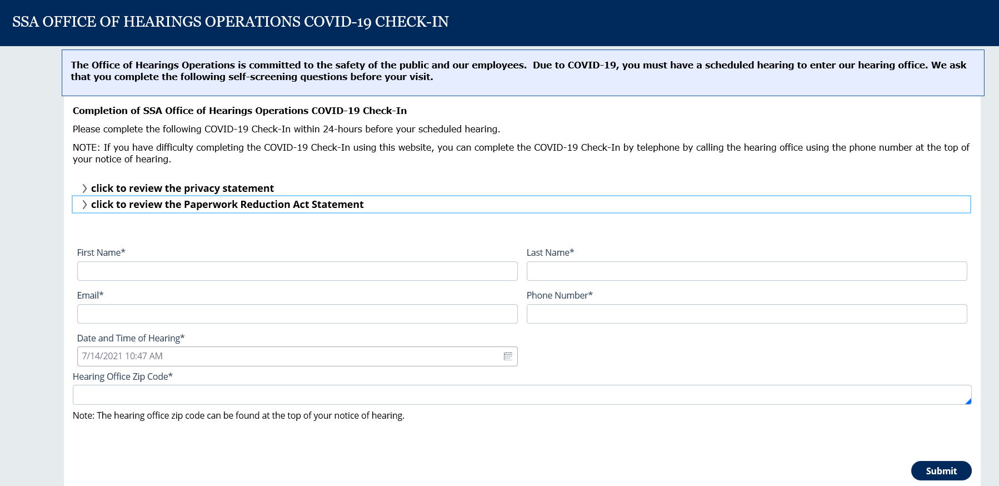 SSA OFFICE OF HEARINGS OPERATIONS COVID-19 CHECK-IN
The Office of Hearings Operations is committed to the safety of the public and our employees.  Due to COVID-19, you must have a scheduled hearing to enter our hearing office. We ask
that you complete the following self-screening questions before your visit.
Completion of SSA Office of Hearings Operations COVID-19 Check-In
Please complete the following COVID-19 Check-In within 24-hours before your scheduled hearing.
NOTE: If you have difficulty completing the COVID-19 Check-In using this website, you can complete the COVID-19 Check-In by telephone by calling the hearing office using the phone number at the top of
your notice of hearing.
click to review the privacy statement
click to review the Paperwork Reduction Act Statement
First Name*
Last Name*
Email*
Phone Number*
Date and Time of Hearing*
7/14/2021 10:47 AM
Hearing Office Zip Code*
Note: The hearing office zip code can be found at the top of your notice of hearing.
Submit